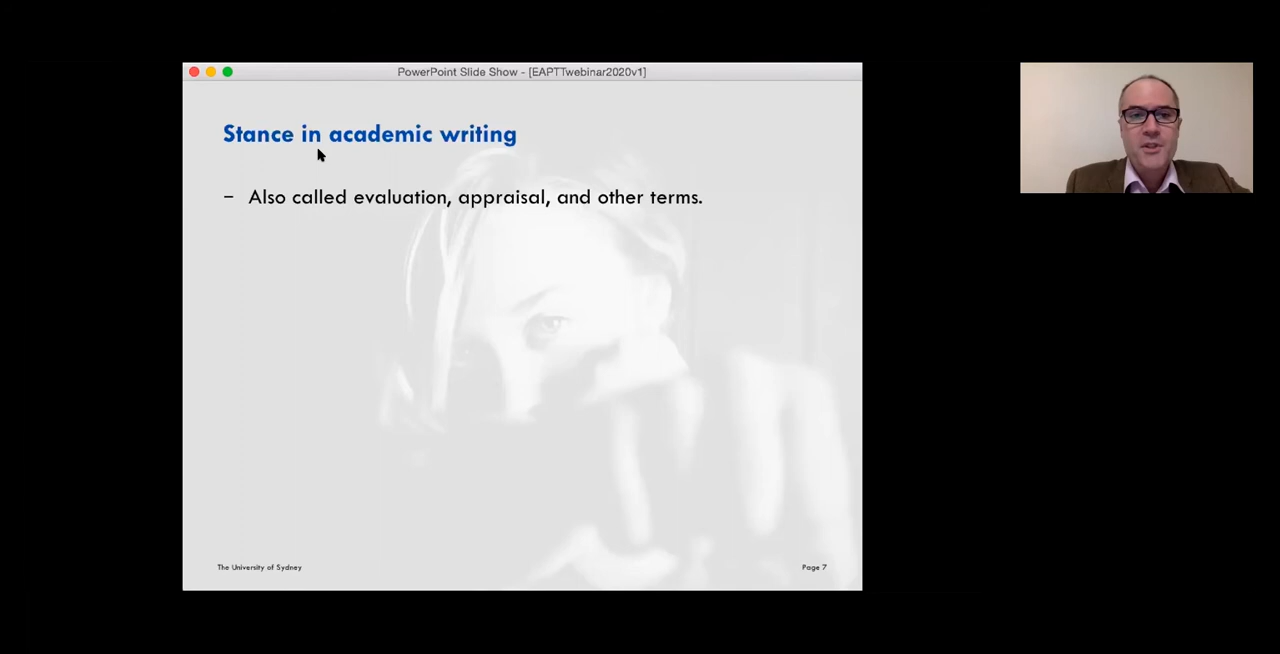 PowerPoint Slide Show - [EAPTTwebinar2020v1]
Stance in academic writing
– Also called evaluation, appraisal, and other terms.
The University of Sydney
Page 7